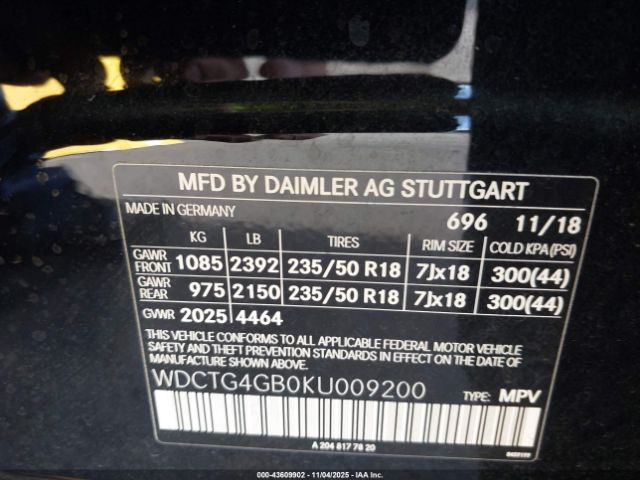 MFD BY DAIMLER AG STUTTGART
MADE IN GERMANY 696 11/18
KG LB TIRES RIM SIZE COLD KPA(PSI)
GAWR FRONT 1085 2392 235/50 R18 7Jx18 300(44)
GAWR REAR 975 2150 235/50 R18 7Jx18 300(44)
GVWR 2025 4464
THIS VEHICLE CONFORMS TO ALL APPLICABLE FEDERAL MOTOR VEHICLE
SAFETY AND THEFT PREVENTION STANDARDS IN EFFECT ON THE DATE
OF MANUFACTURE SHOWN ABOVE.
WDCTG4GB0KU009200 TYPE: MPV
A 204 817 78 20
000-43609902 - 11/04/2025 - IAA Inc.